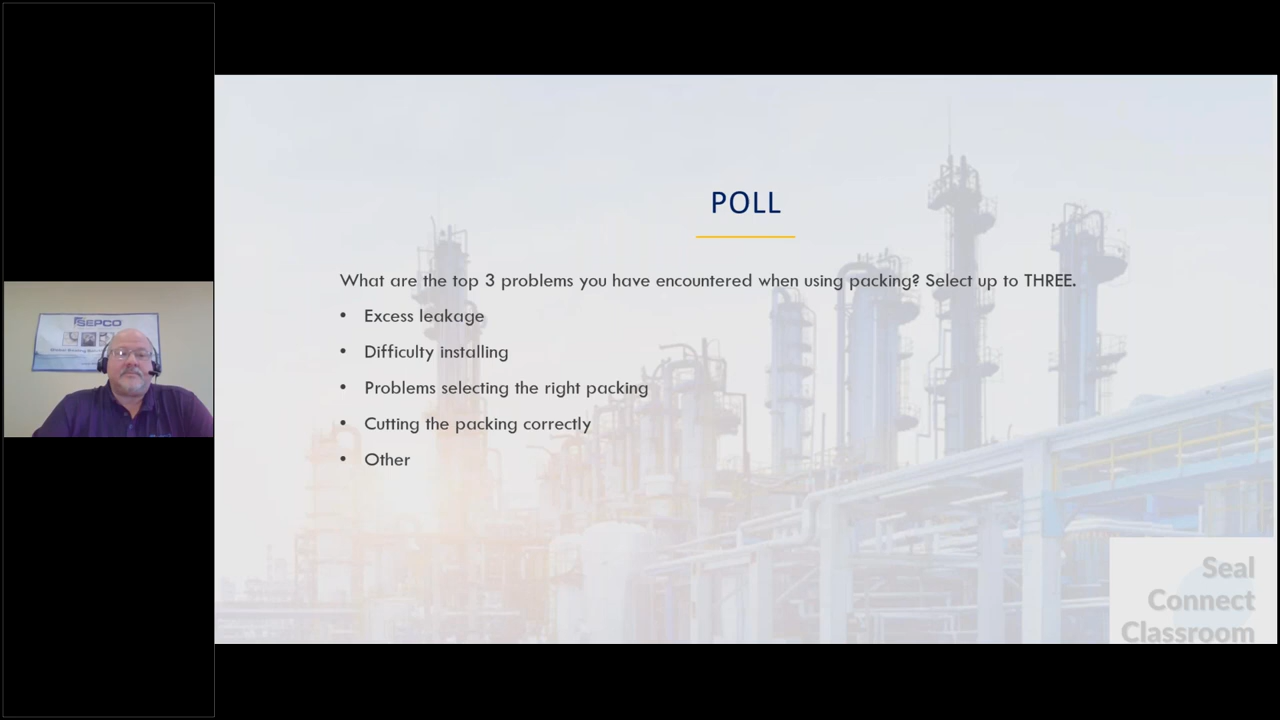 SEPCO
POLL
What are the top 3 problems you have encountered when using packing? Select up to THREE.
• Excess leakage
• Difficulty installing
• Problems selecting the right packing
• Cutting the packing correctly
• Other
Seal
Connect
Classroom